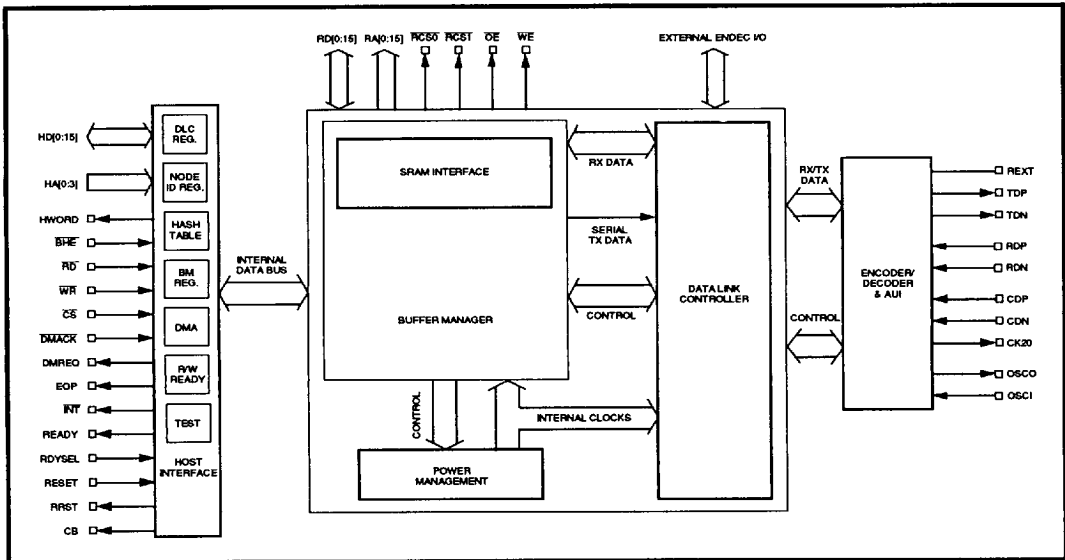 RD[0:15] RA[0:15] RCS0 RCS1 OE WE EXTERNAL ENDEC I/O
HD[0:15]
HA[0:3]
HWORD
BHE
RD
WR
CS
DMACK
DMREQ
EOP
INT
READY
RDYSEL
RESET
RRST
CB
DLC
REG.
NODE
ID REG.
HASH
TABLE
BM
REG.
DMA
R/W
READY
TEST
HOST
INTERFACE
INTERNAL
DATA BUS
SRAM INTERFACE
BUFFER MANAGER
RX DATA
SERIAL
TX DATA
CONTROL
CONTROL
INTERNAL CLOCKS
POWER
MANAGEMENT
DATA LINK
CONTROLLER
RX/TX
DATA
CONTROL
ENCODER/
DECODER
& AUI
REXT
TDP
TDN
RDP
RDN
CDP
CDN
CK20
OSCO
OSCI